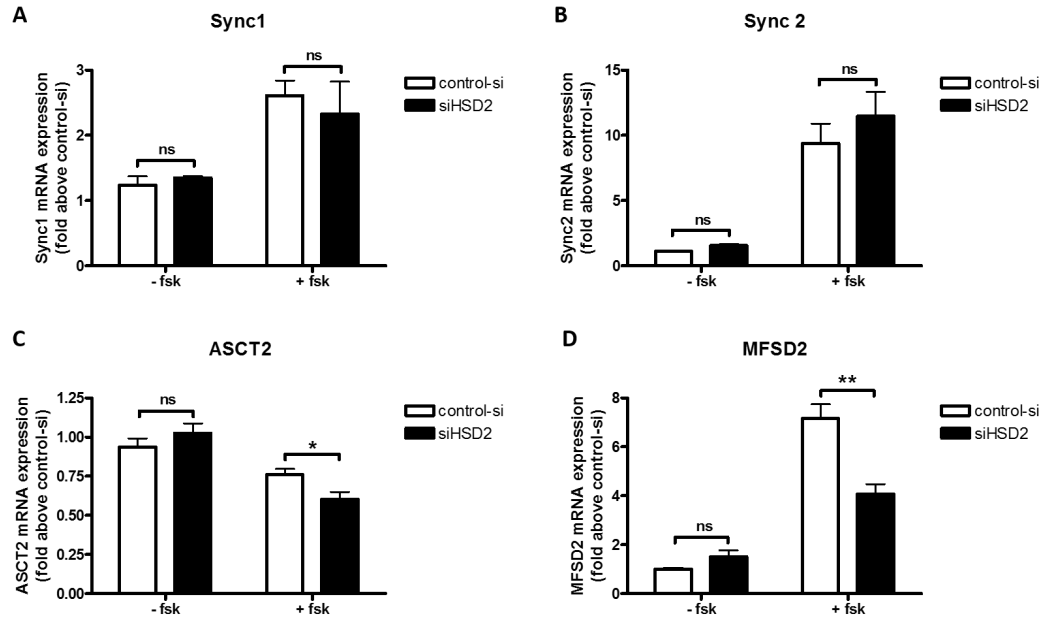 A
Sync1
Sync1 mRNA expression
(fold above control-si)
3
2
1
0
ns
ns
- fsk
+ fsk
control-si
siHSD2
B
Sync 2
Sync2 mRNA expression
(fold above control-si)
15
10
5
0
ns
ns
- fsk
+ fsk
control-si
siHSD2
C
ASCT2
ASCT2 mRNA expression
(fold above control-si)
1.25
1.00
0.75
0.50
0.25
0.00
ns
*
- fsk
+ fsk
control-si
siHSD2
D
MFSD2
MFSD2 mRNA expression
(fold above control-si)
8
6
4
2
0
ns
**
- fsk
+ fsk
control-si
siHSD2